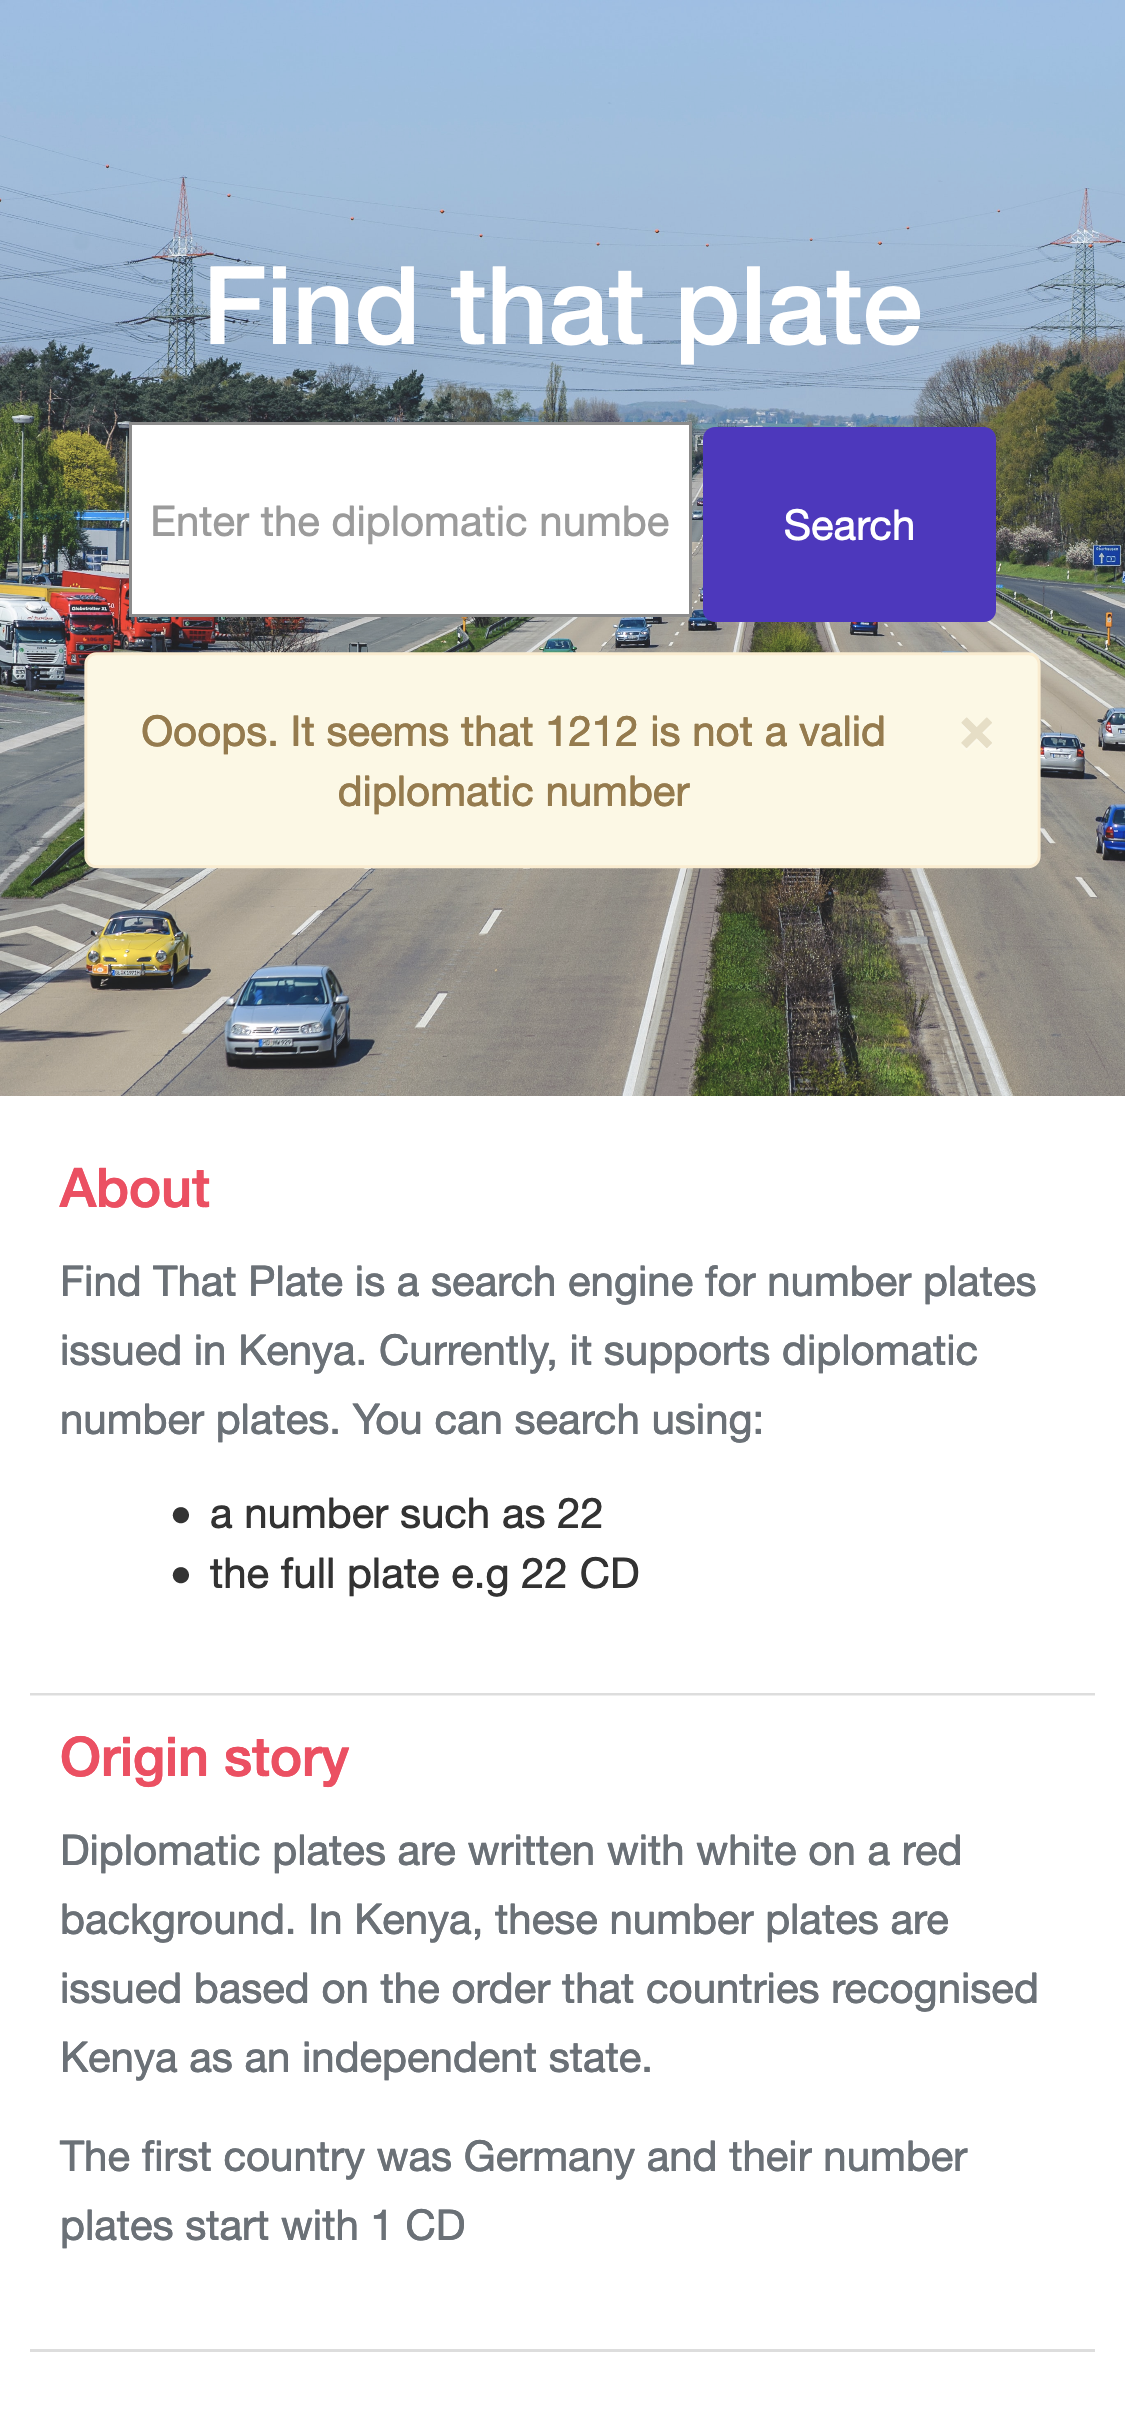 Find that plate
Enter the diplomatic numbe
Search
Ooops. It seems that 1212 is not a valid
diplomatic number
×
About
Find That Plate is a search engine for number plates
issued in Kenya. Currently, it supports diplomatic
number plates. You can search using:
• a number such as 22
• the full plate e.g 22 CD
Origin story
Diplomatic plates are written with white on a red
background. In Kenya, these number plates are
issued based on the order that countries recognised
Kenya as an independent state.
The first country was Germany and their number
plates start with 1 CD